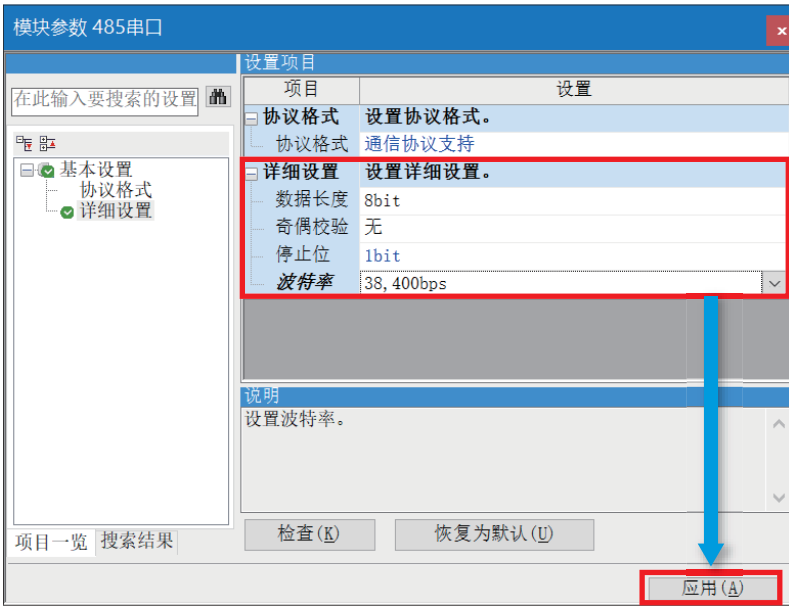 模块参数 485串口
x
在此输入要搜索的设置
基本设置
协议格式
详细设置
项目一览 搜索结果
设置项目
项目 设置
协议格式 设置协议格式。
协议格式 通信协议支持
详细设置 设置详细设置。
数据长度 8bit
奇偶校验 无
停止位 1bit
波特率 38,400bps
说明
设置波特率。
检查(K) 恢复为默认(U)
应用(A)